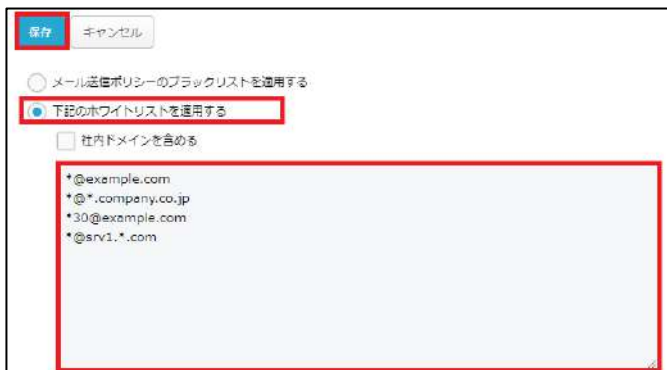 保存 キャンセル
メール送信ポリシーのブラックリストを適用する
下記のホワイトリストを適用する
社内ドメインを含める
*@example.com
*@*.company.co.jp
*30@example.com
*@srv1.*.com